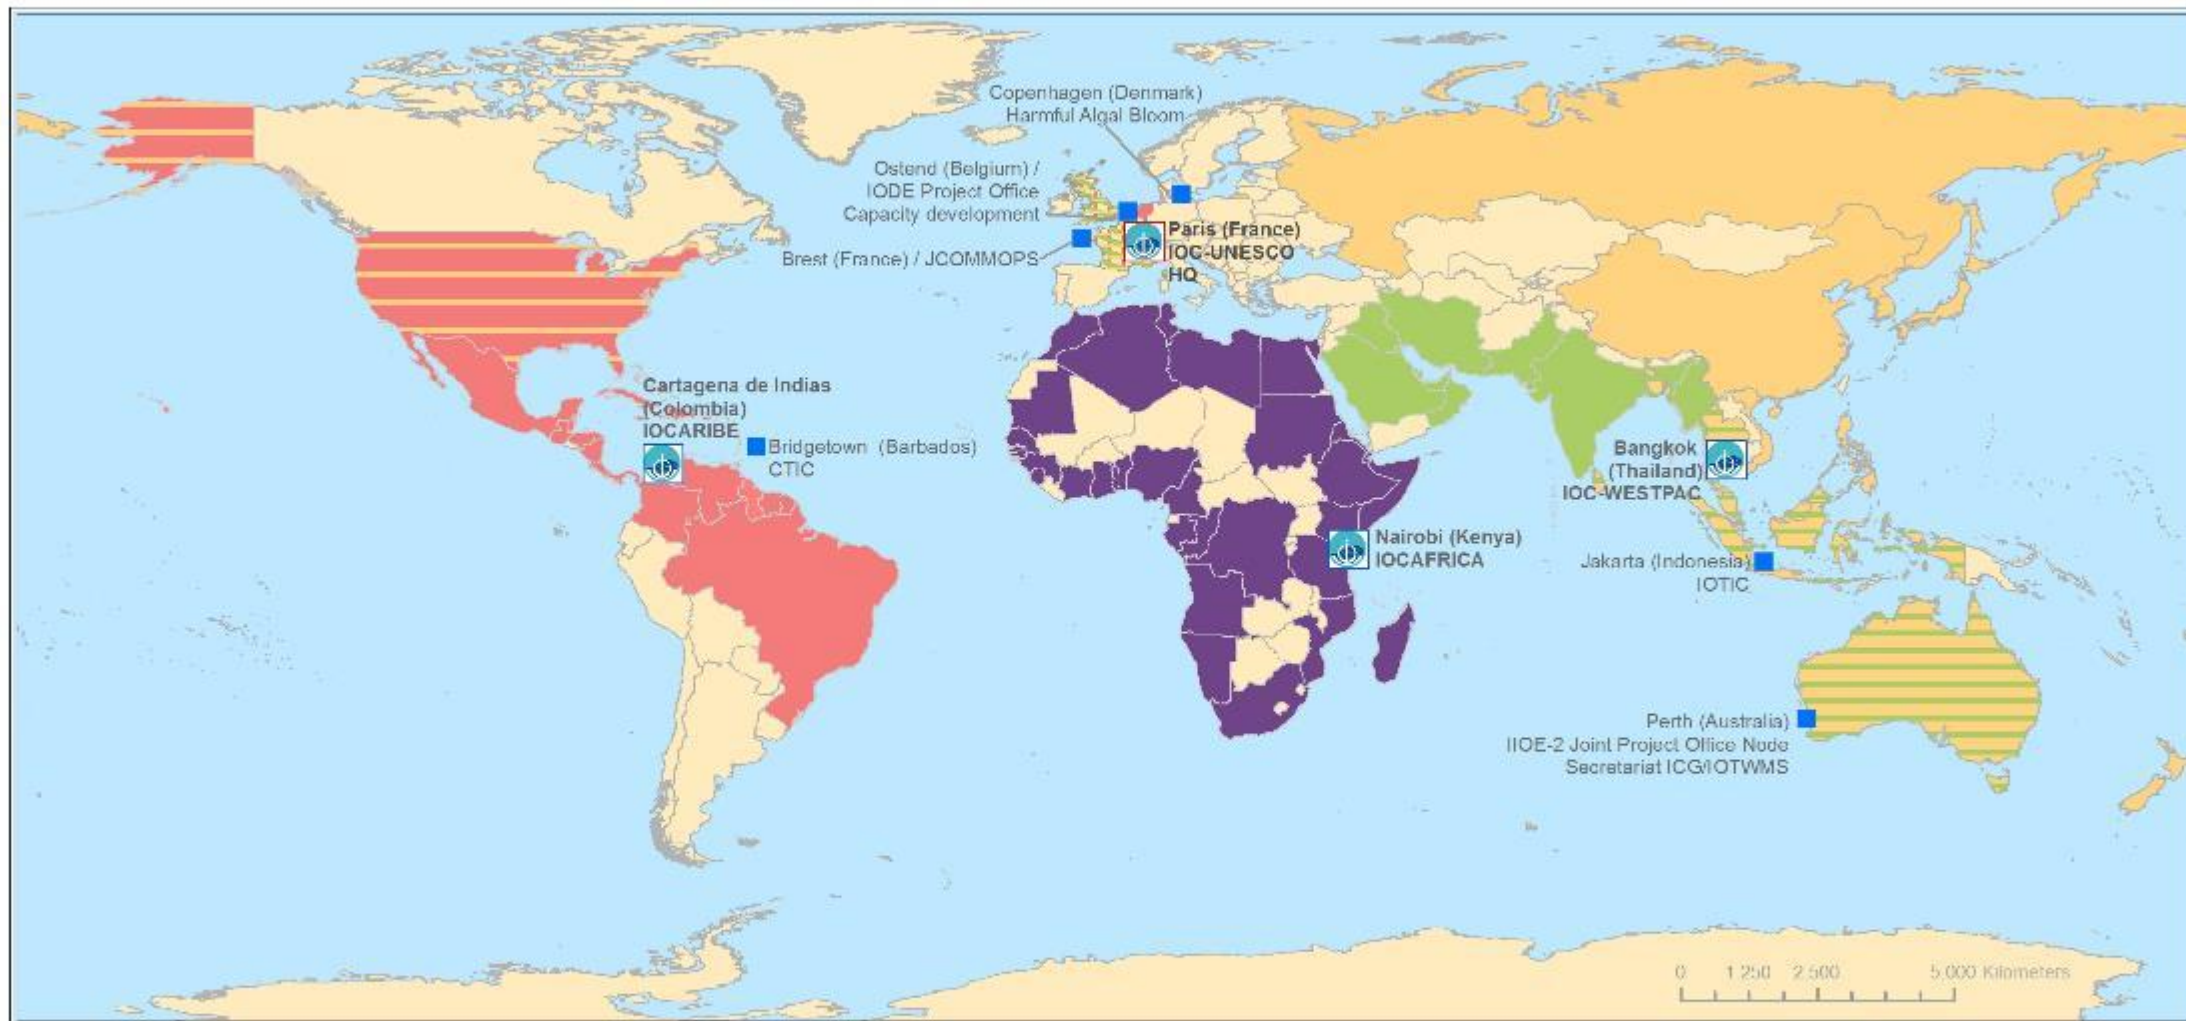 Copenhagen (Denmark)
Harmful Algal Bloom
Ostend (Belgium) /
IODE Project Office
Capacity development
Paris (France)
IOC-UNESCO
HQ
Brest (France) / JCOMMOPS
Cartagena de Indias
(Colombia)
IOCARIBE
Bridgetown (Barbados)
CTIC
Bangkok
(Thailand)
IOC-WESTPAC
Nairobi (Kenya)
IOCAFRICA
Jakarta (Indonesia)
IOTIC
Perth (Australia)
IIOE-2 Joint Project Office Node
Secretariat ICG/IOTWMS
0 1 250 2 500 5 000 Kilometers